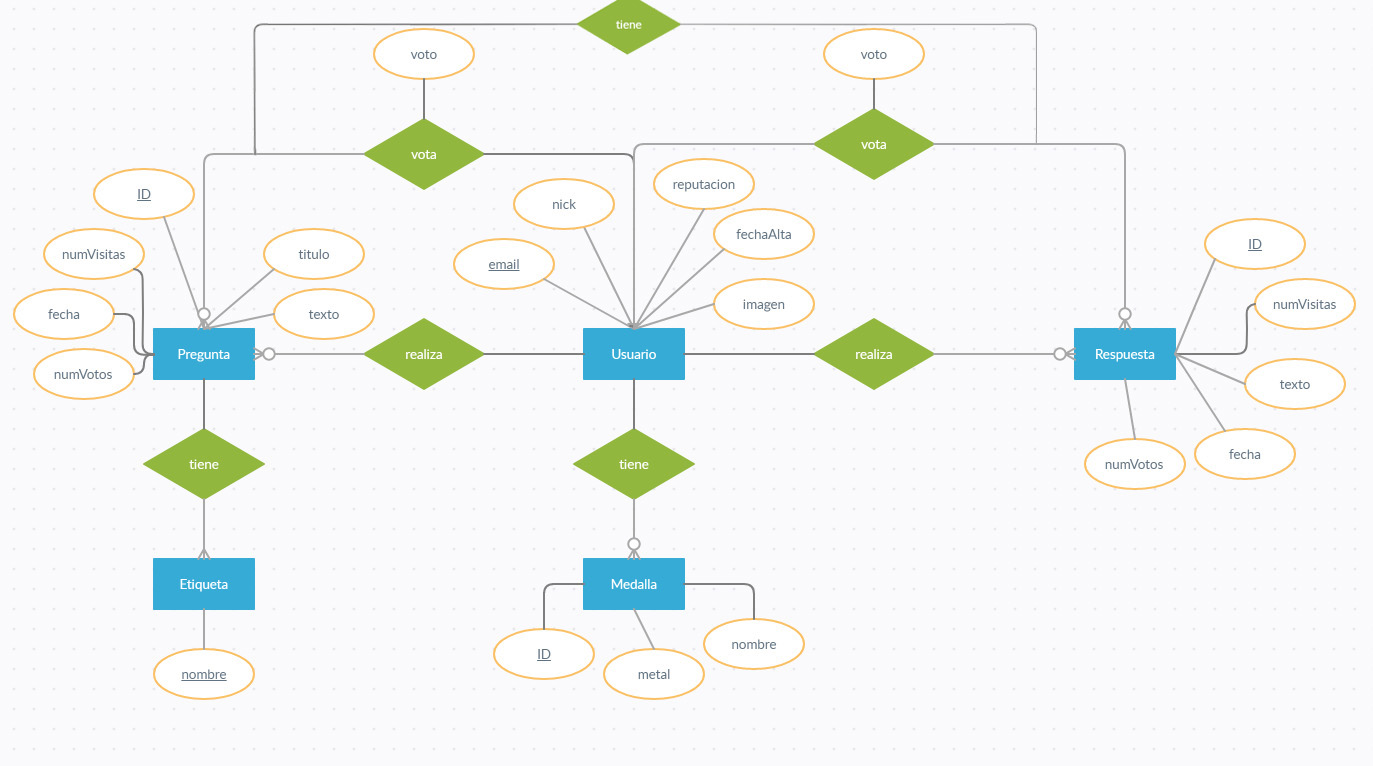 tiene
voto
voto
vota
vota
ID
nick
reputacion
numVisitas
titulo
email
fechaAlta
ID
fecha
texto
imagen
numVisitas
numVotos
Pregunta
realiza
Usuario
realiza
Respuesta
texto
tiene
tiene
numVotos
fecha
Etiqueta
Medalla
nombre
ID
metal
nombre